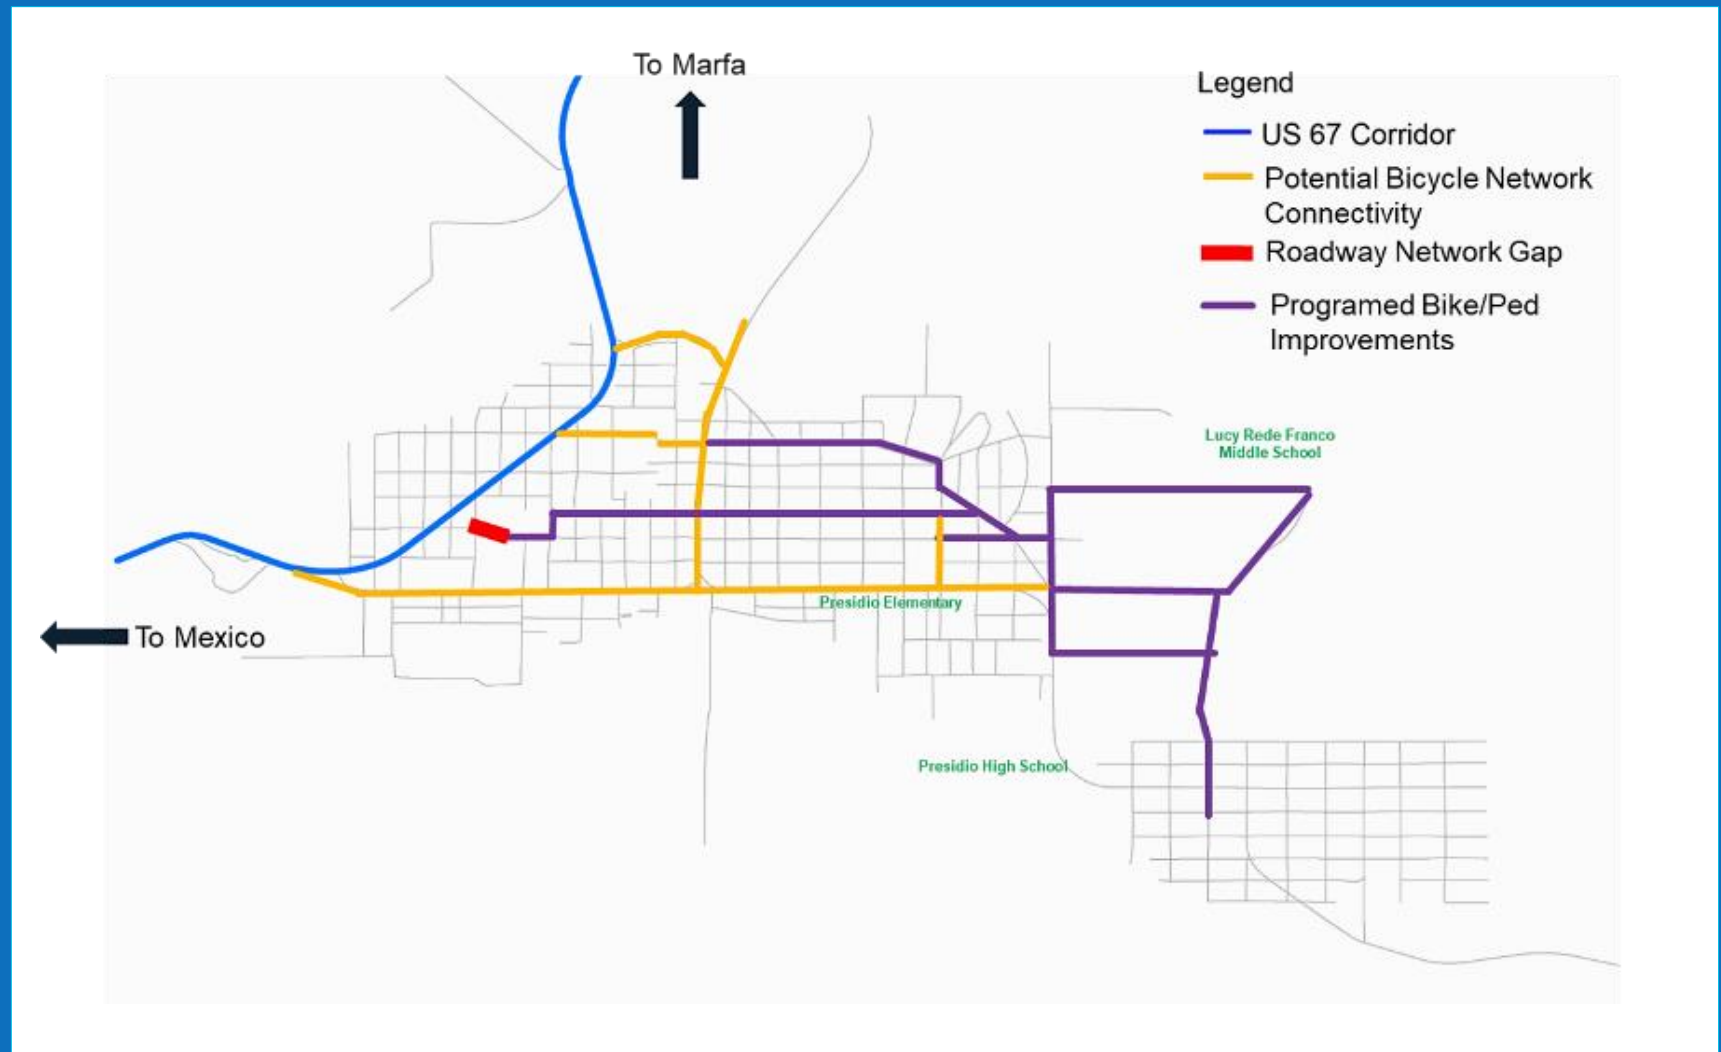 To Marfa
Legend
US 67 Corridor
Potential Bicycle Network
Connectivity
Roadway Network Gap
Programed Bike/Ped
Improvements
Lucy Rede Franco
Middle School
Presidio Elementary
To Mexico
Presidio High School